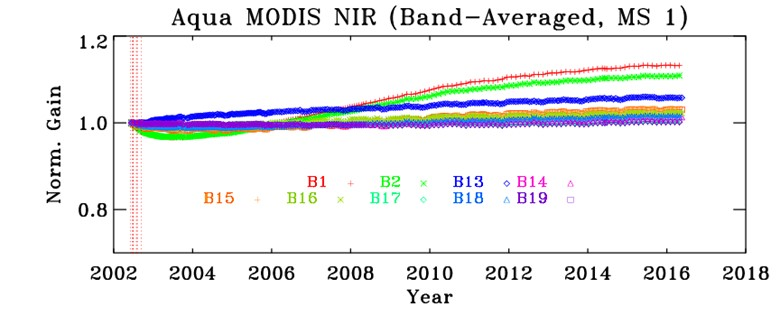 Aqua MODIS NIR (Band-Averaged, MS 1)
1.2
1.0
0.8
Norm. Gain
B1 B2 B13 B14
B15 B16 B17 B18 B19
2002 2004 2006 2008 2010 2012 2014 2016 2018
Year